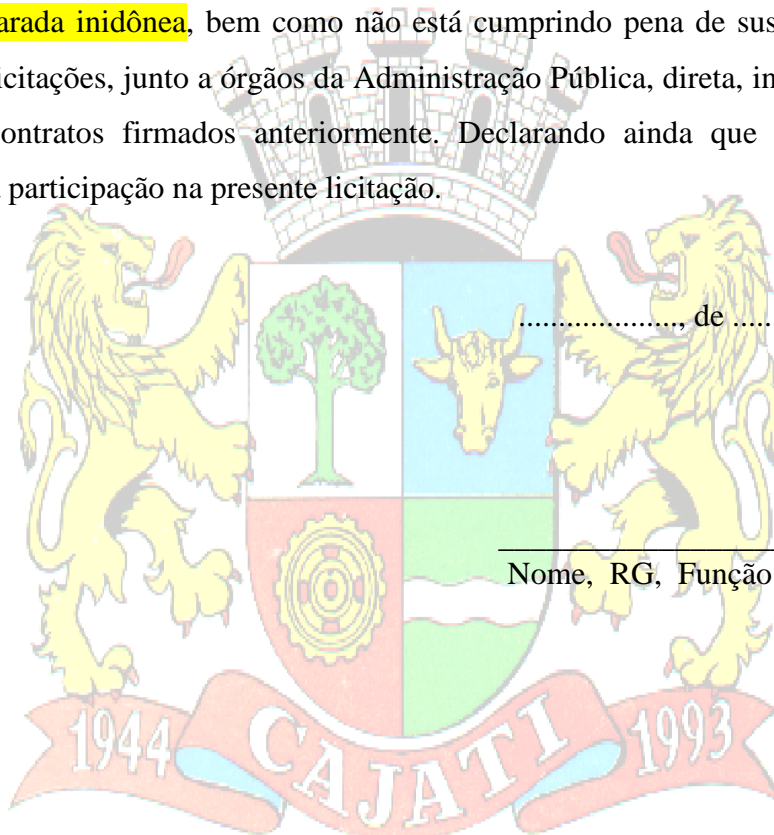 arada inidônea, bem como não está cumprindo pena de sus
icitações, junto a órgãos da Administração Pública, direta, in
ontratos firmados anteriormente. Declarando ainda que
participação na presente licitação.
...................., de .....
Nome, RG, Função
1944 CAJATI 1993